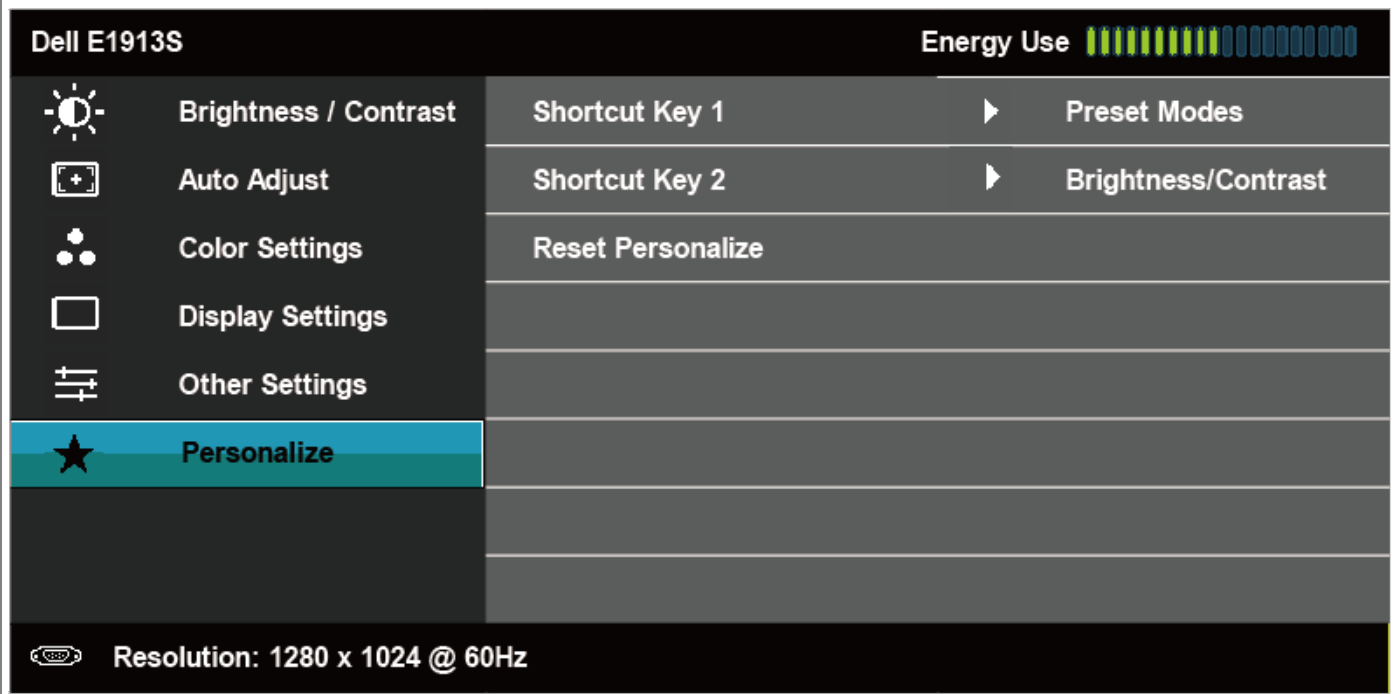 Dell E1913S Energy Use
Brightness / Contrast Shortcut Key 1 Preset Modes
Auto Adjust Shortcut Key 2 Brightness/Contrast
Color Settings Reset Personalize
Display Settings
Other Settings
Personalize
Resolution: 1280 x 1024 @ 60Hz